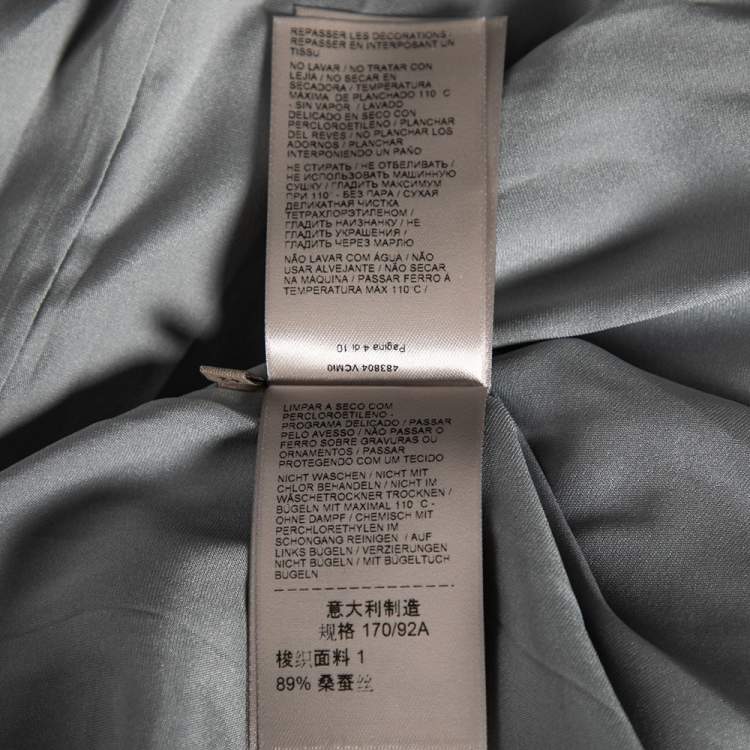 REPASSER LES DECORATIONS -
REPASSER EN INTERPOSANT UN
TISSU
NO LAVAR / NO TRATAR CON
LEJIA / NO SECAR EN
SECADORA / TEMPERATURA
MÁXIMA DE PLANCHADO 110 C
- SIN VAPOR / LAVADO
DELICADO EN SECO CON
PERCLOROETILENO / PLANCHAR
DEL REVES / NO PLANCHAR LOS
ADORNOS / PLANCHAR
INTERPONIENDO UN PAÑO
НЕ СТИРАТЬ / НЕ ОТБЕЛИВАТЬ /
НЕ ИСПОЛЬЗОВАТЬ МАШИННУЮ
СУШКУ / ГЛАДИТЬ МАКСИМУМ
ПРИ 110° - БЕЗ ПАРА / СУХАЯ
ДЕЛИКАТНАЯ ЧИСТКА
ТЕТРАХЛОРЭТИЛЕНОМ /
ГЛАДИТЬ НАИЗНАНКУ / НЕ
ГЛАДИТЬ УКРАШЕНИЯ /
ГЛАДИТЬ ЧЕРЕЗ МАРЛЮ
NÃO LAVAR COM ÁGUA / NÃO
USAR ALVEJANTE / NÃO SECAR
NA MÁQUINA / PASSAR FERRO À
TEMPERATURA MÁX 110°C /
Pagina 4 di 10
483804 VCMI0
LIMPAR A SECO COM
PERCLOROETILENO -
PROGRAMA DELICADO / PASSAR
PELO AVESSO / NÃO PASSAR O
FERRO SOBRE GRAVURAS OU
ORNAMENTOS / PASSAR
PROTEGENDO COM UM TECIDO
NICHT WASCHEN / NICHT MIT
CHLOR BEHANDELN / NICHT IM
WÄSCHETROCKNER TROCKNEN /
BÜGELN MIT MAXIMAL 110 C -
OHNE DAMPF / CHEMISCH MIT
PERCHLORETHYLEN IM
SCHONGANG REINIGEN / AUF
LINKS BÜGELN / VERZIERUNGEN
NICHT BÜGELN / MIT BÜGELTUCH
BÜGELN
意大利制造
规格 170/92A
梭织面料 1
89% 桑蚕丝